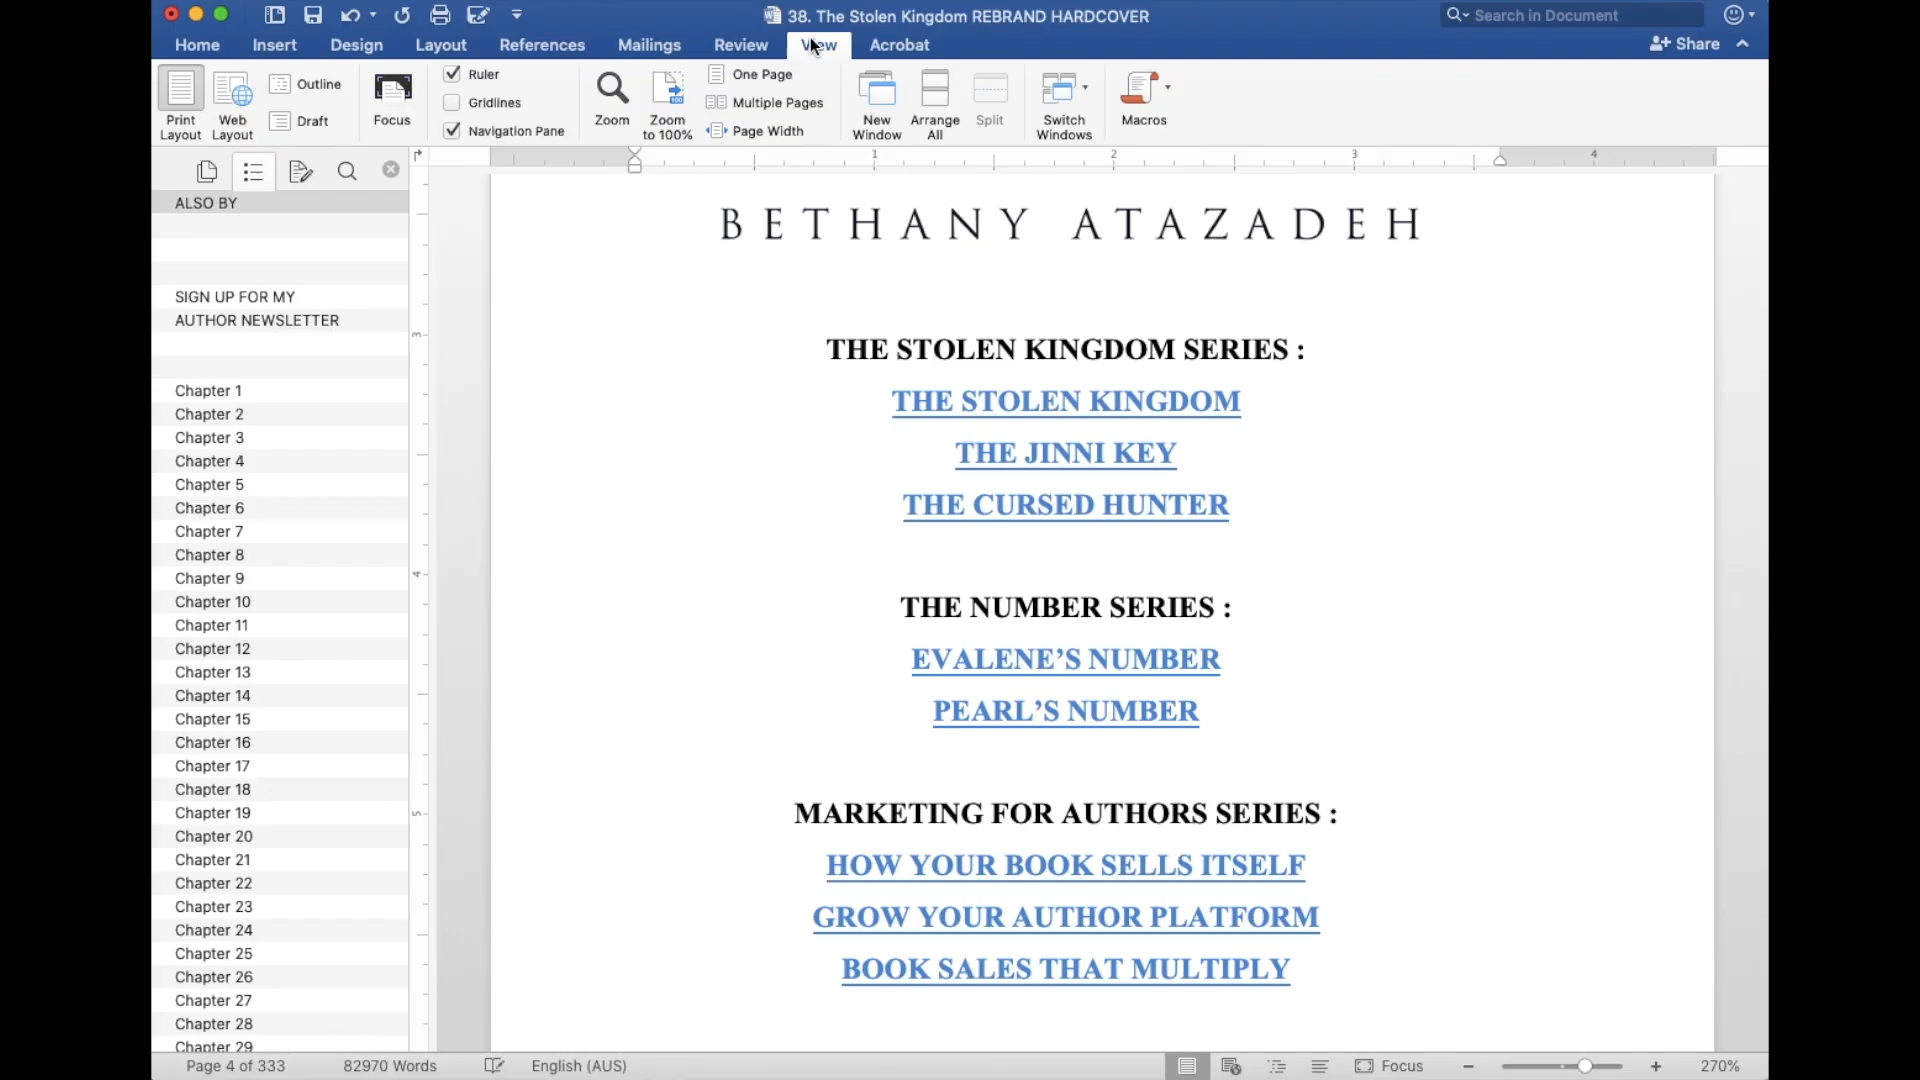 38. The Stolen Kingdom REBRAND HARDCOVER
Search in Document
Home Insert Design Layout References Mailings Review View Acrobat
Share
Print Layout
Web Layout
Outline
Draft
Focus
Ruler
Gridlines
Navigation Pane
Zoom
Zoom to 100%
100
One Page
Multiple Pages
Page Width
New Window
Arrange All
Split
Switch Windows
Macros
1 2 3 4
3
4
5
ALSO BY
SIGN UP FOR MY
AUTHOR NEWSLETTER
Chapter 1
Chapter 2
Chapter 3
Chapter 4
Chapter 5
Chapter 6
Chapter 7
Chapter 8
Chapter 9
Chapter 10
Chapter 11
Chapter 12
Chapter 13
Chapter 14
Chapter 15
Chapter 16
Chapter 17
Chapter 18
Chapter 19
Chapter 20
Chapter 21
Chapter 22
Chapter 23
Chapter 24
Chapter 25
Chapter 26
Chapter 27
Chapter 28
Chapter 29
BETHANY ATAZADEH
THE STOLEN KINGDOM SERIES :
THE STOLEN KINGDOM
THE JINNI KEY
THE CURSED HUNTER
THE NUMBER SERIES :
EVALENE’S NUMBER
PEARL’S NUMBER
MARKETING FOR AUTHORS SERIES :
HOW YOUR BOOK SELLS ITSELF
GROW YOUR AUTHOR PLATFORM
BOOK SALES THAT MULTIPLY
Page 4 of 333
82970 Words
English (AUS)
Focus
270%